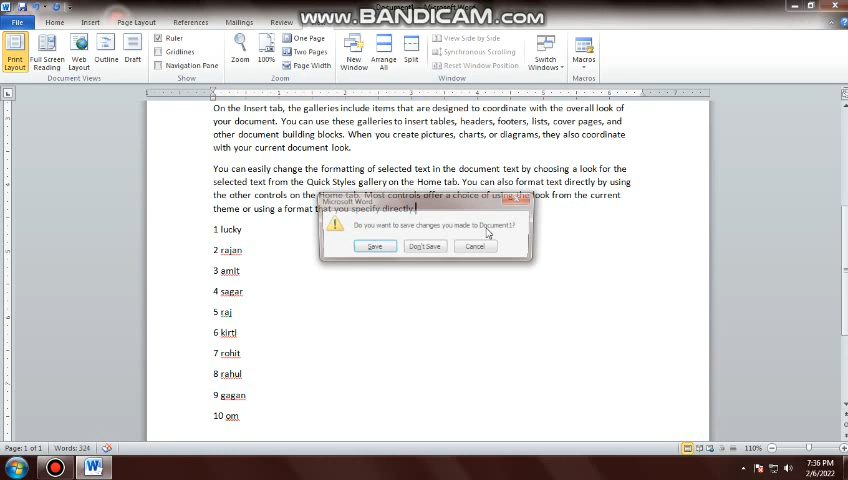 Document1 - Microsoft Word
www.BANDICAM.com
File Home Insert Page Layout References Mailings Review
Ruler One Page View Side by Side
Gridlines Two Pages Synchronous Scrolling
Navigation Pane Page Width Reset Window Position
Print Layout Full Screen Reading Web Layout Outline Draft Zoom 100% New Window Arrange All Split Switch Windows Macros
Document Views Show Zoom Window Macros
On the Insert tab, the galleries include items that are designed to coordinate with the overall look of
your document. You can use these galleries to insert tables, headers, footers, lists, cover pages, and
other document building blocks. When you create pictures, charts, or diagrams, they also coordinate
with your current document look.
You can easily change the formatting of selected text in the document text by choosing a look for the
selected text from the Quick Styles gallery on the Home tab. You can also format text directly by using
the other controls on the Home tab. Most controls offer a choice of using the look from the current
theme or using a format that you specify directly
Microsoft Word
Do you want to save changes you made to Document1?
Save Don't Save Cancel
1 lucky
2 rajan
3 amit
4 sagar
5 raj
6 kirti
7 rohit
8 rahul
9 gagan
10 om
Page: 1 of 1 Words: 324 110%
7:36 PM
2/6/2022